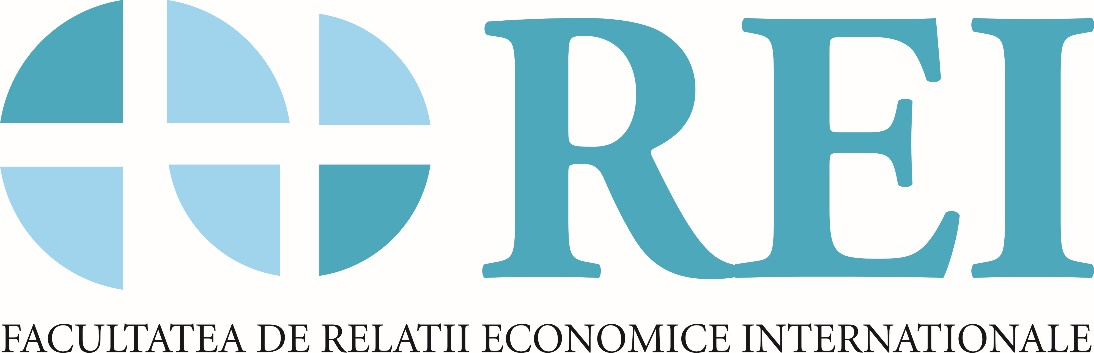 REI
FACULTATEA DE RELATII ECONOMICE INTERNATIONALE